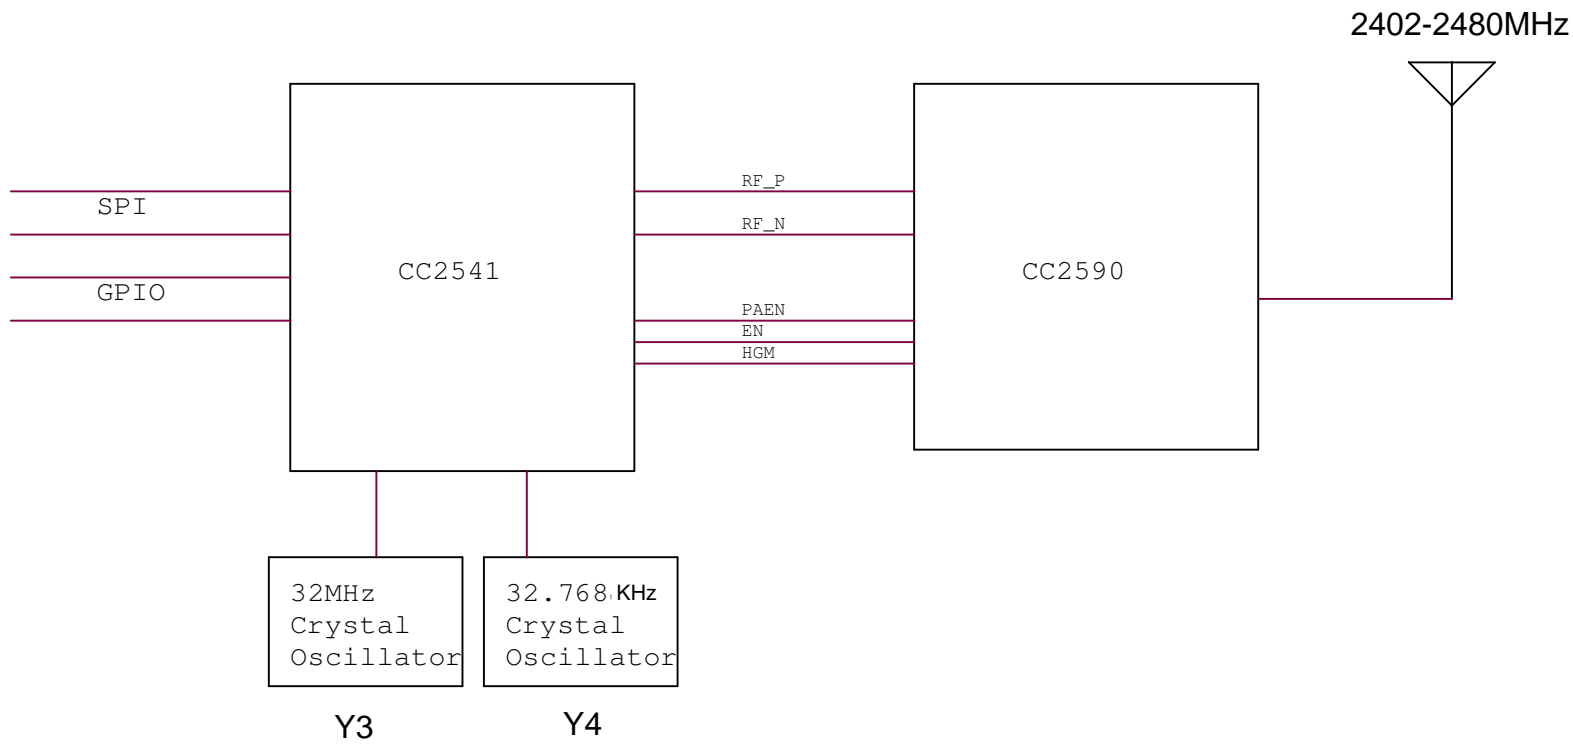 2402-2480MHz
SPI
GPIO
CC2541
RF_P
RF_N
PAEN
EN
HGM
CC2590
32MHz
Crystal
Oscillator
32.768 KHz
Crystal
Oscillator
Y3
Y4